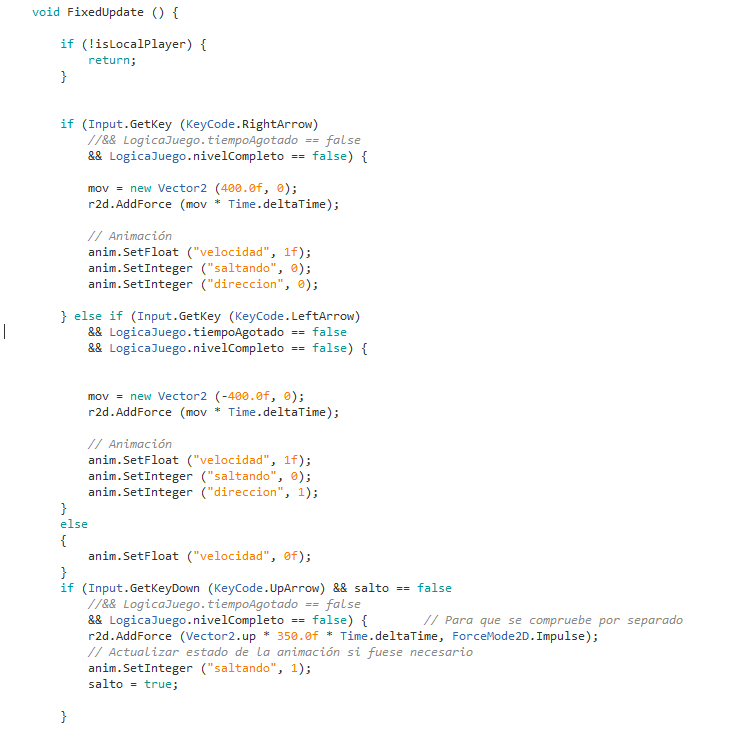 void FixedUpdate () {
if (!isLocalPlayer) {
return;
}
if (Input.GetKey (KeyCode.RightArrow)
//&& LogicaJuego.tiempoAgotado == false
&& LogicaJuego.nivelCompleto == false) {
mov = new Vector2 (400.0f, 0);
r2d.AddForce (mov * Time.deltaTime);
// Animación
anim.SetFloat ("velocidad", 1f);
anim.SetInteger ("saltando", 0);
anim.SetInteger ("direccion", 0);
} else if (Input.GetKey (KeyCode.LeftArrow)
&& LogicaJuego.tiempoAgotado == false
&& LogicaJuego.nivelCompleto == false) {
mov = new Vector2 (-400.0f, 0);
r2d.AddForce (mov * Time.deltaTime);
// Animación
anim.SetFloat ("velocidad", 1f);
anim.SetInteger ("saltando", 0);
anim.SetInteger ("direccion", 1);
}
else
{
anim.SetFloat ("velocidad", 0f);
}
if (Input.GetKeyDown (KeyCode.UpArrow) && salto == false
//&& LogicaJuego.tiempoAgotado == false
&& LogicaJuego.nivelCompleto == false) { // Para que se compruebe por separado
r2d.AddForce (Vector2.up * 350.0f * Time.deltaTime, ForceMode2D.Impulse);
// Actualizar estado de la animación si fuese necesario
anim.SetInteger ("saltando", 1);
salto = true;
}